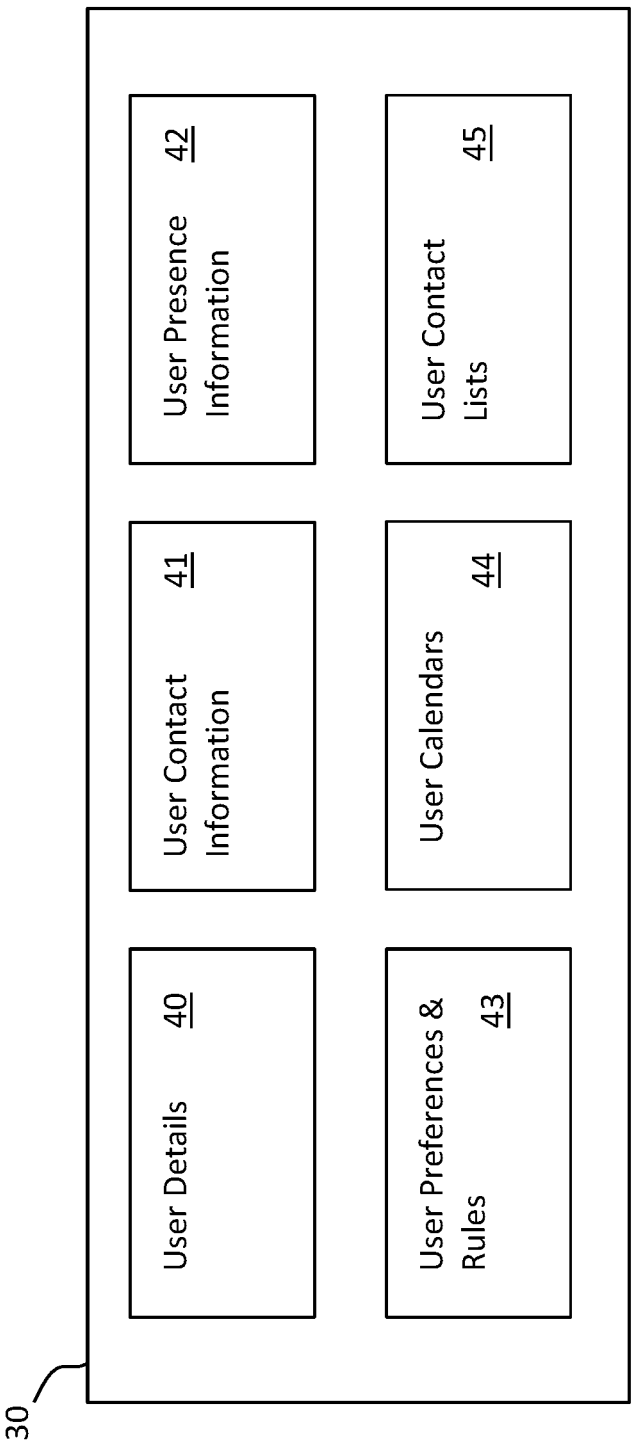 30
User Details
40
User Contact
Information
41
User Presence
Information
42
User Preferences &
Rules
43
User Calendars
44
User Contact
Lists
45